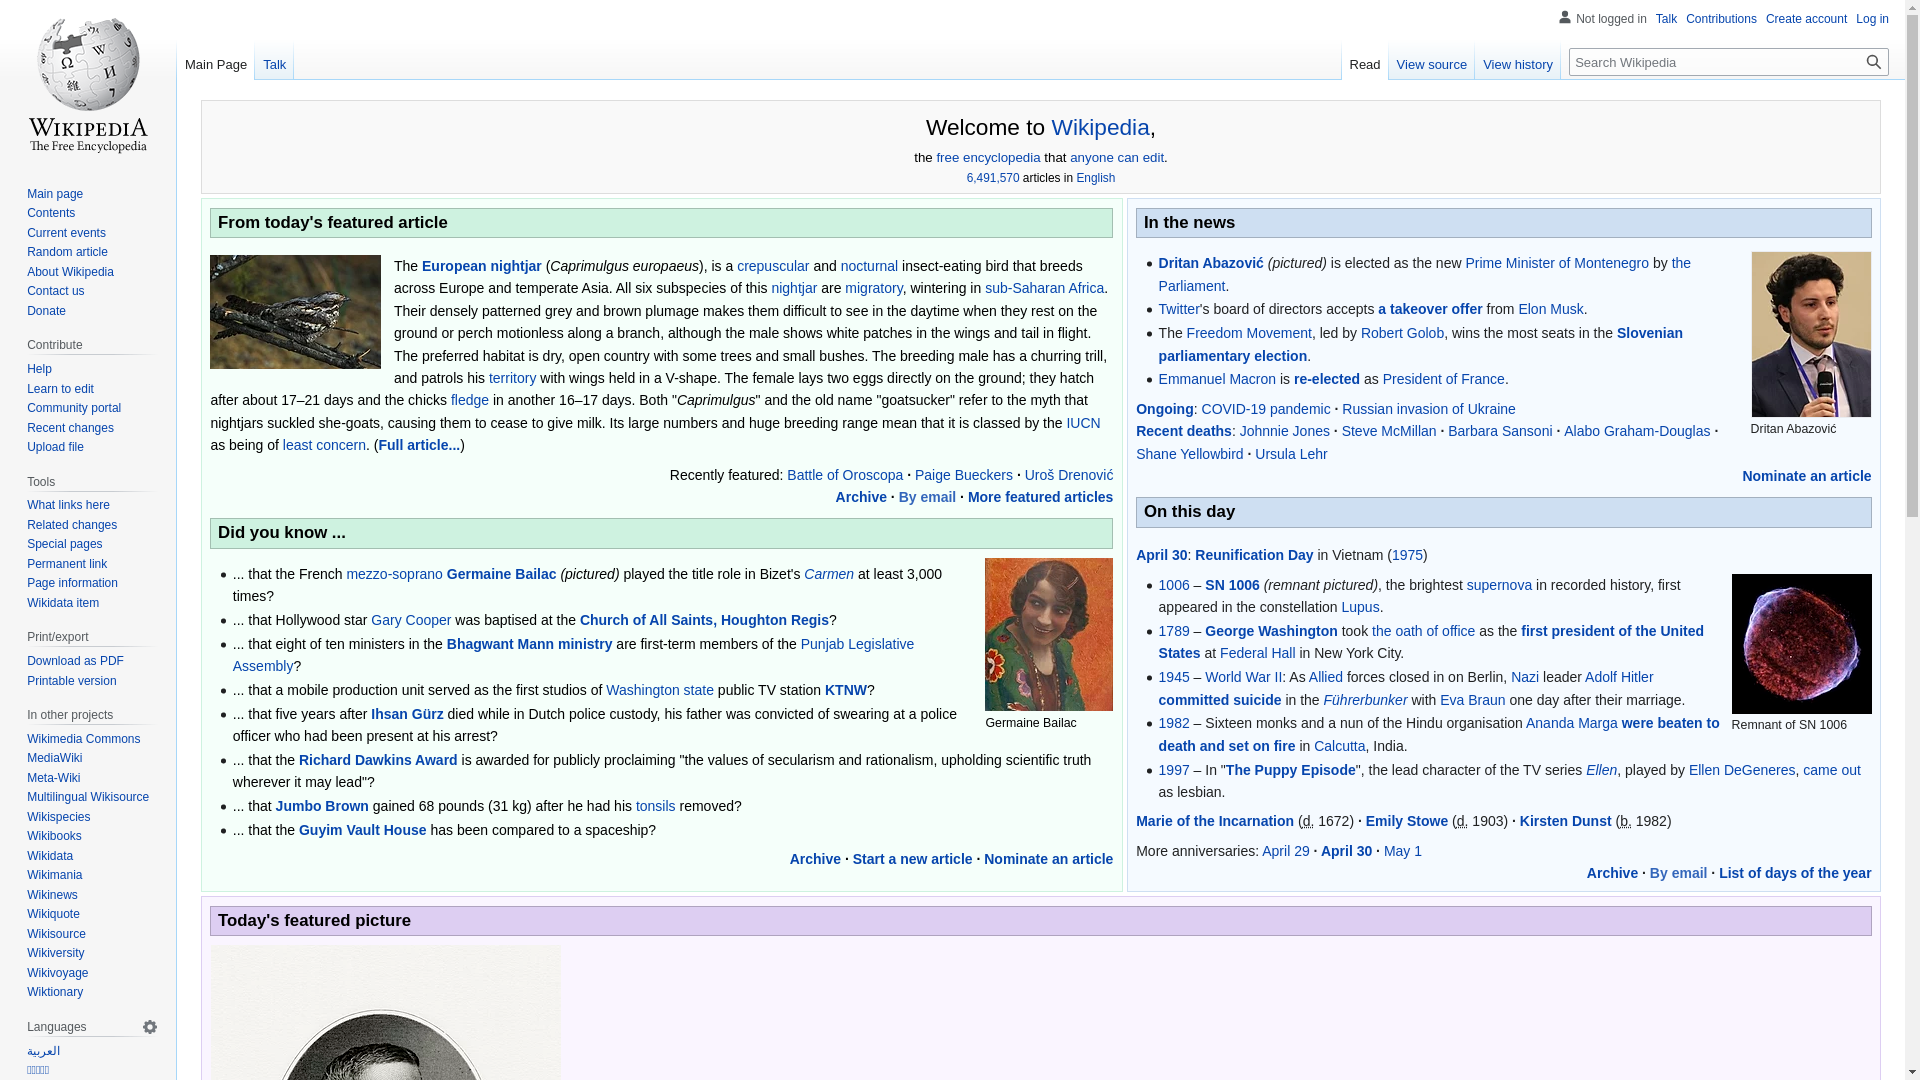 Not logged in Talk Contributions Create account Log in
Main Page Talk
Read View source View history Search Wikipedia
WIKIPEDIA
The Free Encyclopedia
Main page
Contents
Current events
Random article
About Wikipedia
Contact us
Donate
Contribute
Help
Learn to edit
Community portal
Recent changes
Upload file
Tools
What links here
Related changes
Special pages
Permanent link
Page information
Wikidata item
Print/export
Download as PDF
Printable version
In other projects
Wikimedia Commons
MediaWiki
Meta-Wiki
Multilingual Wikisource
Wikispecies
Wikibooks
Wikidata
Wikimania
Wikinews
Wikiquote
Wikisource
Wikiversity
Wikivoyage
Wiktionary
Languages
العربية
Welcome to Wikipedia,
the free encyclopedia that anyone can edit.
6,491,570 articles in English
From today's featured article
The European nightjar (Caprimulgus europaeus), is a crepuscular and nocturnal insect-eating bird that breeds
across Europe and temperate Asia. All six subspecies of this nightjar are migratory, wintering in sub-Saharan Africa.
Their densely patterned grey and brown plumage makes them difficult to see in the daytime when they rest on the
ground or perch motionless along a branch, although the male shows white patches in the wings and tail in flight.
The preferred habitat is dry, open country with some trees and small bushes. The breeding male has a churring trill,
and patrols his territory with wings held in a V-shape. The female lays two eggs directly on the ground; they hatch
after about 17–21 days and the chicks fledge in another 16–17 days. Both "Caprimulgus" and the old name "goatsucker" refer to the myth that
nightjars suckled she-goats, causing them to cease to give milk. Its large numbers and huge breeding range mean that it is classed by the IUCN
as being of least concern. (Full article...)
Recently featured: Battle of Oroscopa · Paige Bueckers · Uroš Drenović
Archive · By email · More featured articles
Did you know ...
... that the French mezzo-soprano Germaine Bailac (pictured) played the title role in Bizet's Carmen at least 3,000
times?
... that Hollywood star Gary Cooper was baptised at the Church of All Saints, Houghton Regis?
... that eight of ten ministers in the Bhagwant Mann ministry are first-term members of the Punjab Legislative
Assembly?
... that a mobile production unit served as the first studios of Washington state public TV station KTNW?
... that five years after Ihsan Gürz died while in Dutch police custody, his father was convicted of swearing at a police
officer who had been present at his arrest?
... that the Richard Dawkins Award is awarded for publicly proclaiming "the values of secularism and rationalism, upholding scientific truth
wherever it may lead"?
... that Jumbo Brown gained 68 pounds (31 kg) after he had his tonsils removed?
... that the Guyim Vault House has been compared to a spaceship?
Germaine Bailac
Archive · Start a new article · Nominate an article
In the news
Dritan Abazović (pictured) is elected as the new Prime Minister of Montenegro by the
Parliament.
Twitter's board of directors accepts a takeover offer from Elon Musk.
The Freedom Movement, led by Robert Golob, wins the most seats in the Slovenian
parliamentary election.
Emmanuel Macron is re-elected as President of France.
Dritan Abazović
Ongoing: COVID-19 pandemic · Russian invasion of Ukraine
Recent deaths: Johnnie Jones · Steve McMillan · Barbara Sansoni · Alabo Graham-Douglas ·
Shane Yellowbird · Ursula Lehr
Nominate an article
On this day
April 30: Reunification Day in Vietnam (1975)
1006 – SN 1006 (remnant pictured), the brightest supernova in recorded history, first
appeared in the constellation Lupus.
1789 – George Washington took the oath of office as the first president of the United
States at Federal Hall in New York City.
1945 – World War II: As Allied forces closed in on Berlin, Nazi leader Adolf Hitler
committed suicide in the Führerbunker with Eva Braun one day after their marriage.
1982 – Sixteen monks and a nun of the Hindu organisation Ananda Marga were beaten to
death and set on fire in Calcutta, India.
1997 – In "The Puppy Episode", the lead character of the TV series Ellen, played by Ellen DeGeneres, came out
as lesbian.
Remnant of SN 1006
Marie of the Incarnation (d. 1672) · Emily Stowe (d. 1903) · Kirsten Dunst (b. 1982)
More anniversaries: April 29 · April 30 · May 1
Archive · By email · List of days of the year
Today's featured picture